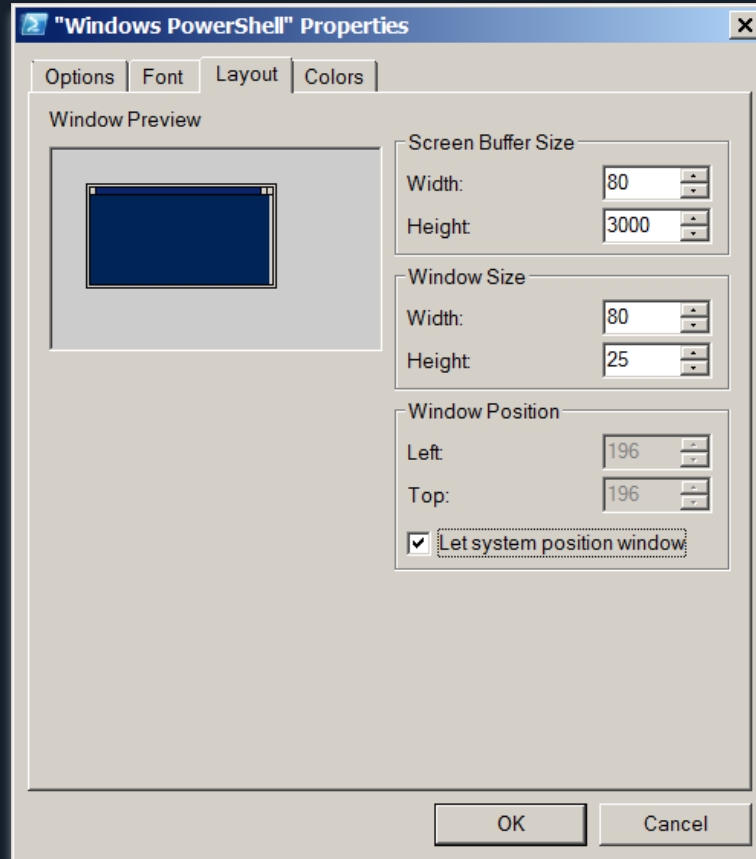 "Windows PowerShell" Properties
Options Font Layout Colors
Window Preview
Screen Buffer Size
Width: 80
Height: 3000
Window Size
Width: 80
Height: 25
Window Position
Left: 196
Top: 196
Let system position window
OK Cancel